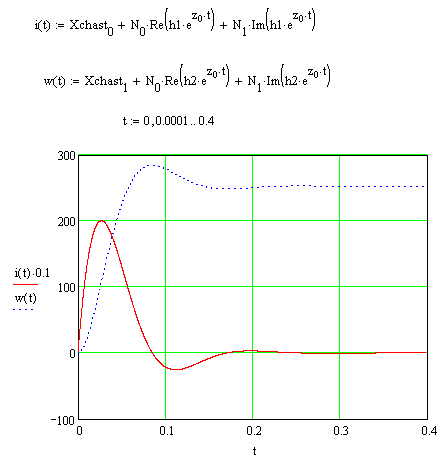 i(t) := Xchast₀ + N₀·Re(h1·e^(z₀·t)) + N₁·Im(h1·e^(z₀·t))
w(t) := Xchast₁ + N₀·Re(h2·e^(z₀·t)) + N₁·Im(h2·e^(z₀·t))
t := 0,0.0001..0.4
300
200
i(t)·0.1
100
w(t)
0
−100
0 0.1 0.2 0.3 0.4
t